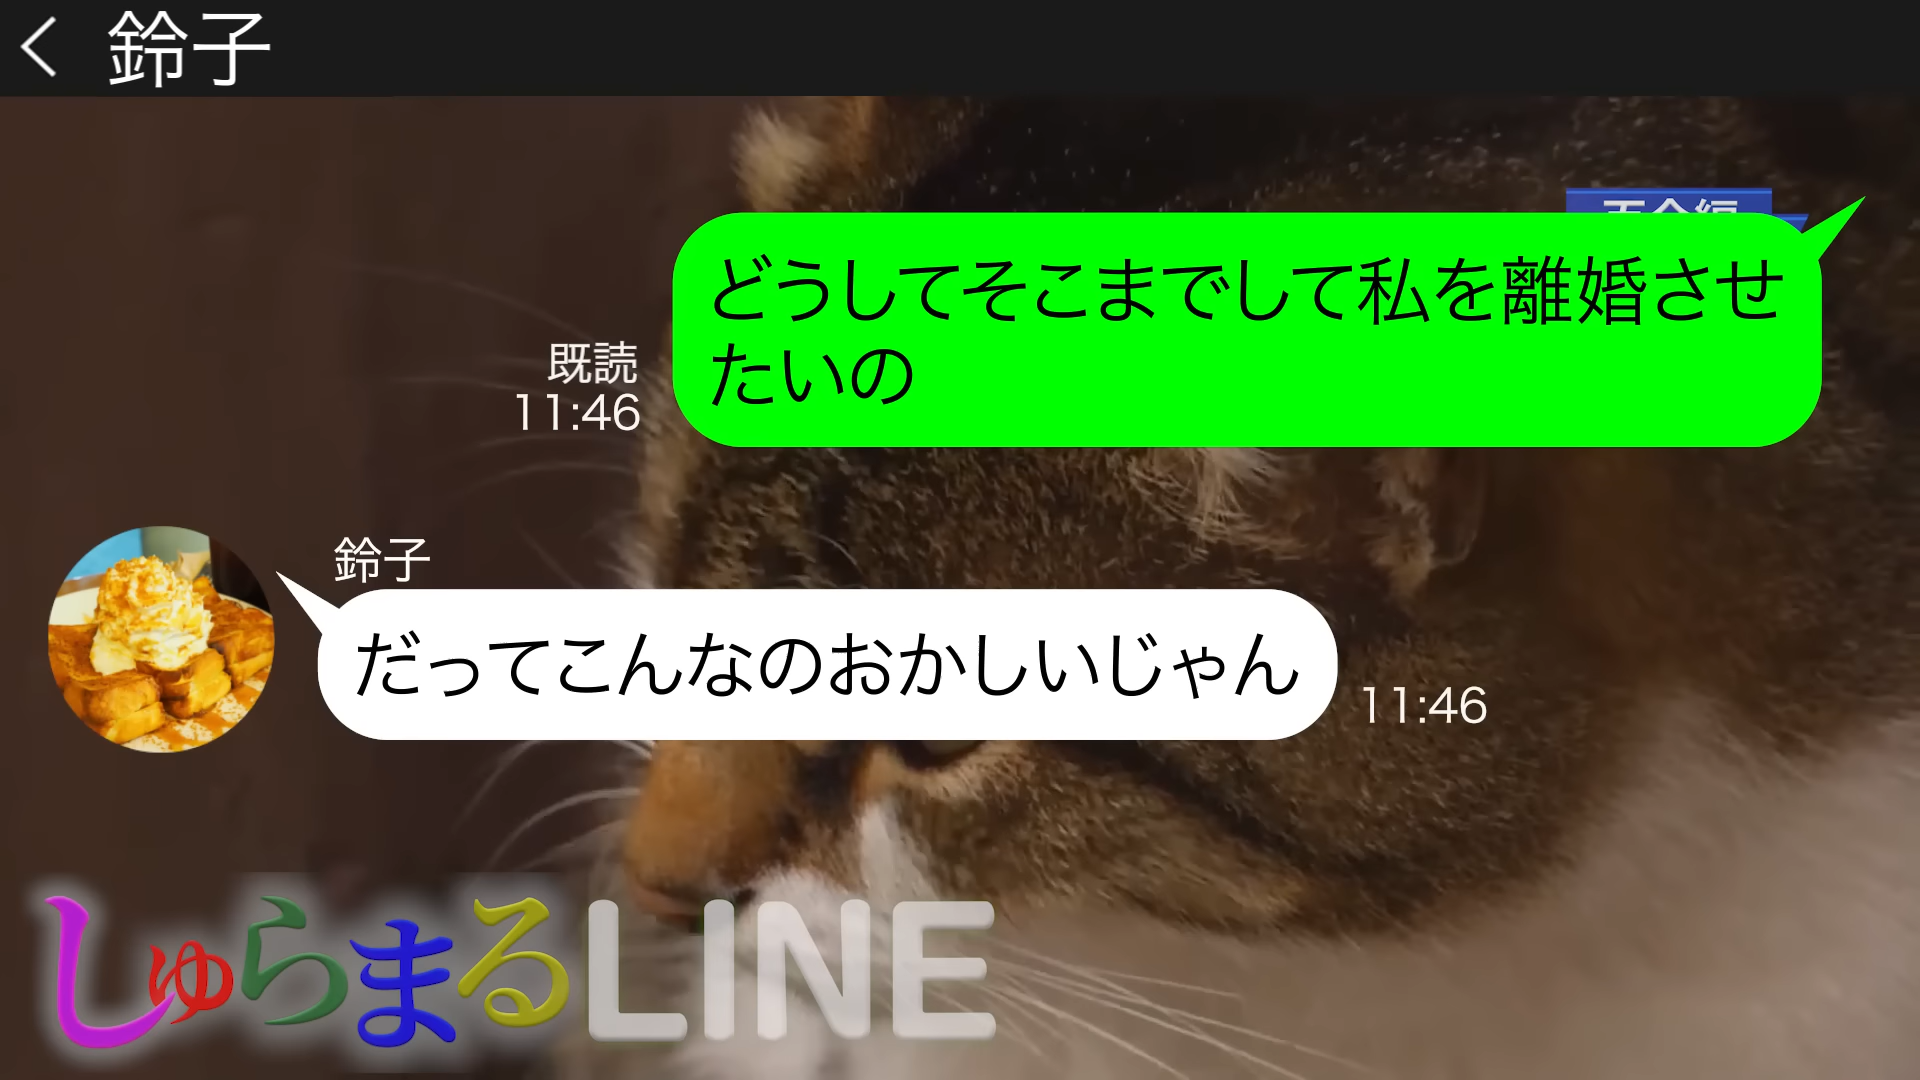 鈴子
どうしてそこまでして私を離婚させ
たいの
既読
11:46
鈴子
だってこんなのおかしいじゃん
11:46
しゅらまるLINE